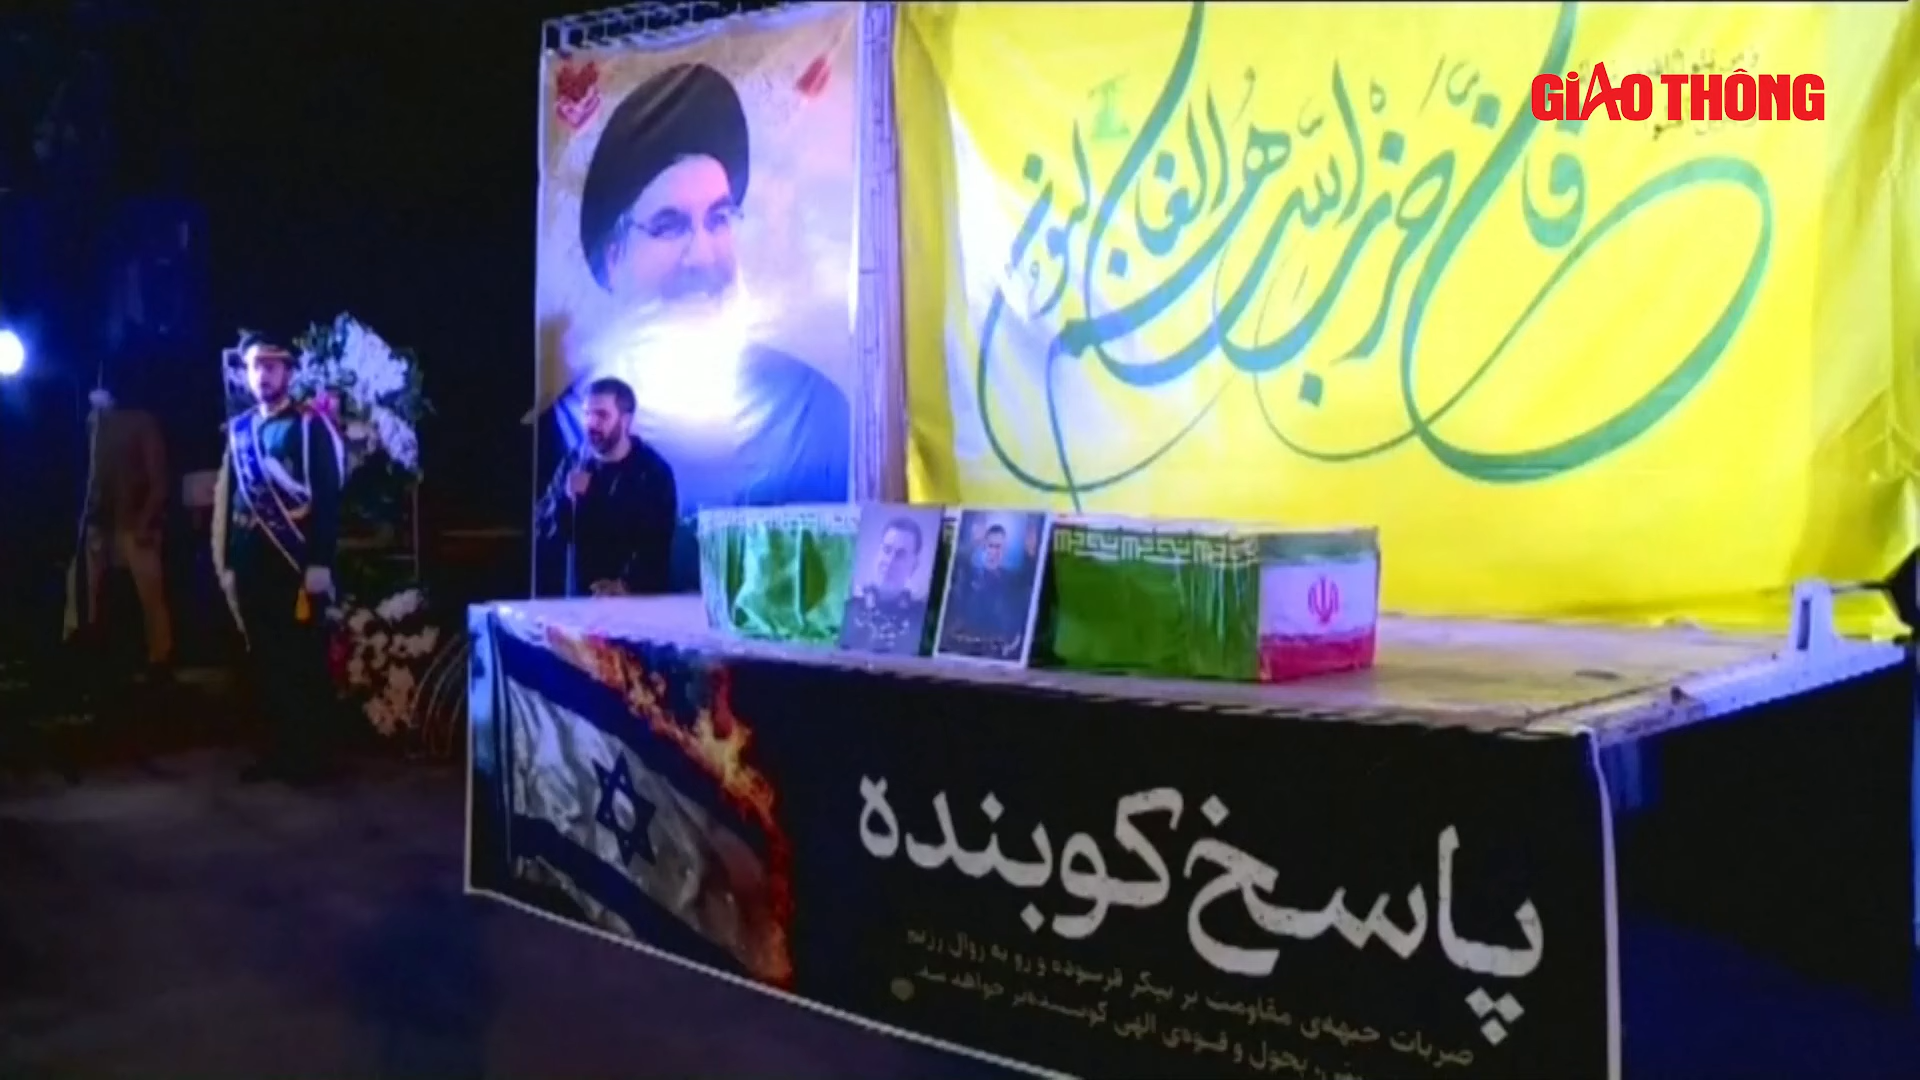 GIAO THÔNG
فإن حزب الله هم الغالبون
پاسخ کوبنده
ضربات جبهه‌ی مقاومت بر پیکر فرسوده و رو به زوال رژیم
بحول و قوه‌ی الهی کوبنده‌تر خواهد شد.